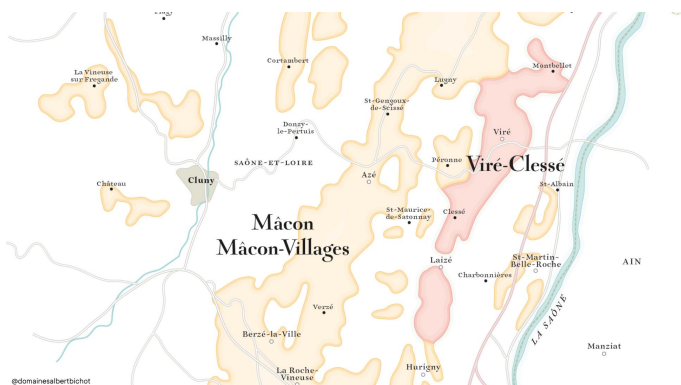 Massilly
Cortambert
Montbellet
La Vineuse
sur Fregande
Lugny
St-Gengoux-
de-Scissé
Donzy-
le-Pertuis
Viré
SAÔNE-ET-LOIRE
Péronne
Viré-Clessé
Azé
Cluny
Château
St-Albain
St-Maurice-
de-Satonnay
Clessé
Mâcon
Mâcon-Villages
Laizé
St-Martin-
Belle-Roche
AIN
Charbonnières
Verzé
LA SAÔNE
Berzé-la-Ville
Manziat
La Roche-
Vineuse
Hurigny
@domainesalbertbichot